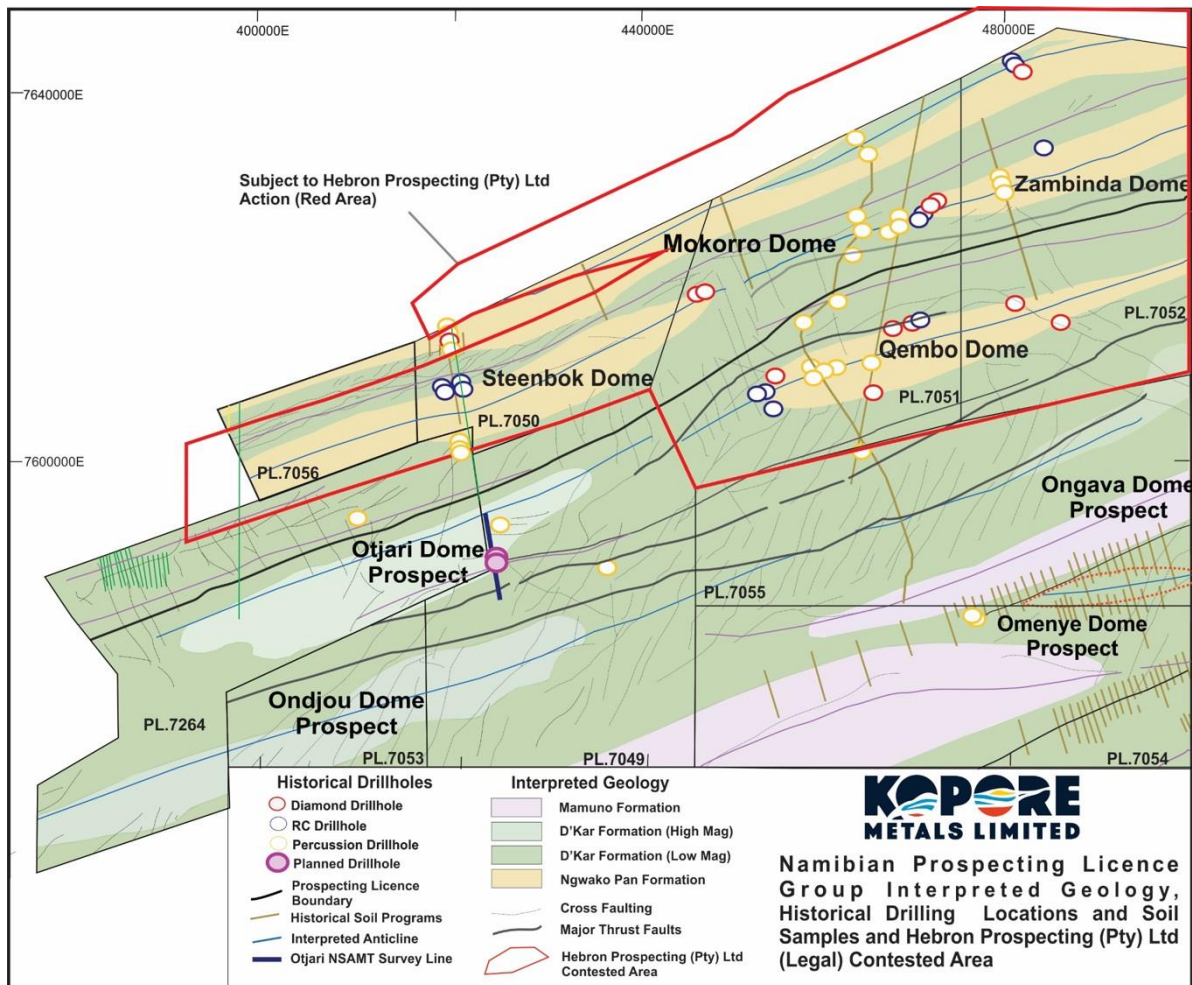 400000E
440000E
480000E
7640000E
Subject to Hebron Prospecting (Pty) Ltd
Action (Red Area)
Zambinda Dome
Mokorro Dome
PL.7052
Qembo Dome
Steenbok Dome
PL.7051
PL.7050
7600000E
PL.7056
Ongava Dome
Prospect
Otjari Dome
Prospect
PL.7055
Omenye Dome
Prospect
Ondjou Dome
Prospect
PL.7264
PL.7053
PL.7049
PL.7054
Historical Drillholes
Diamond Drillhole
RC Drillhole
Percussion Drillhole
Planned Drillhole
Prospecting Licence
Boundary
Historical Soil Programs
Interpreted Anticline
Otjari NSAMT Survey Line
Interpreted Geology
Mamuno Formation
D'Kar Formation (High Mag)
D'Kar Formation (Low Mag)
Ngwako Pan Formation
Cross Faulting
Major Thrust Faults
Hebron Prospecting (Pty) Ltd
Contested Area
KOPORE
METALS LIMITED
Namibian Prospecting Licence
Group Interpreted Geology,
Historical Drilling Locations and Soil
Samples and Hebron Prospecting (Pty) Ltd
(Legal) Contested Area